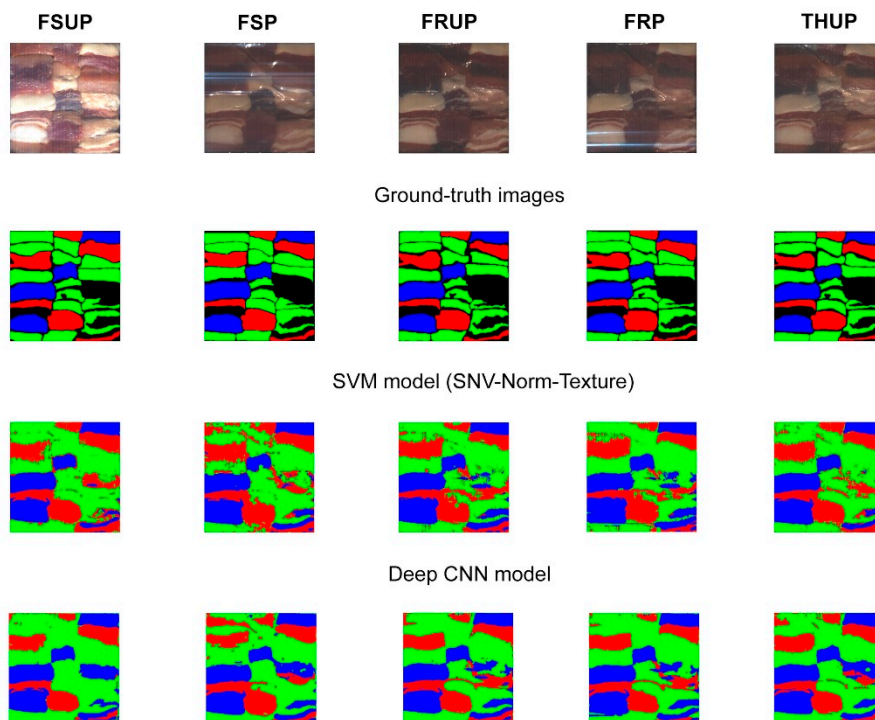 FSUP FSP FRUP FRP THUP
Ground-truth images
SVM model (SNV-Norm-Texture)
Deep CNN model